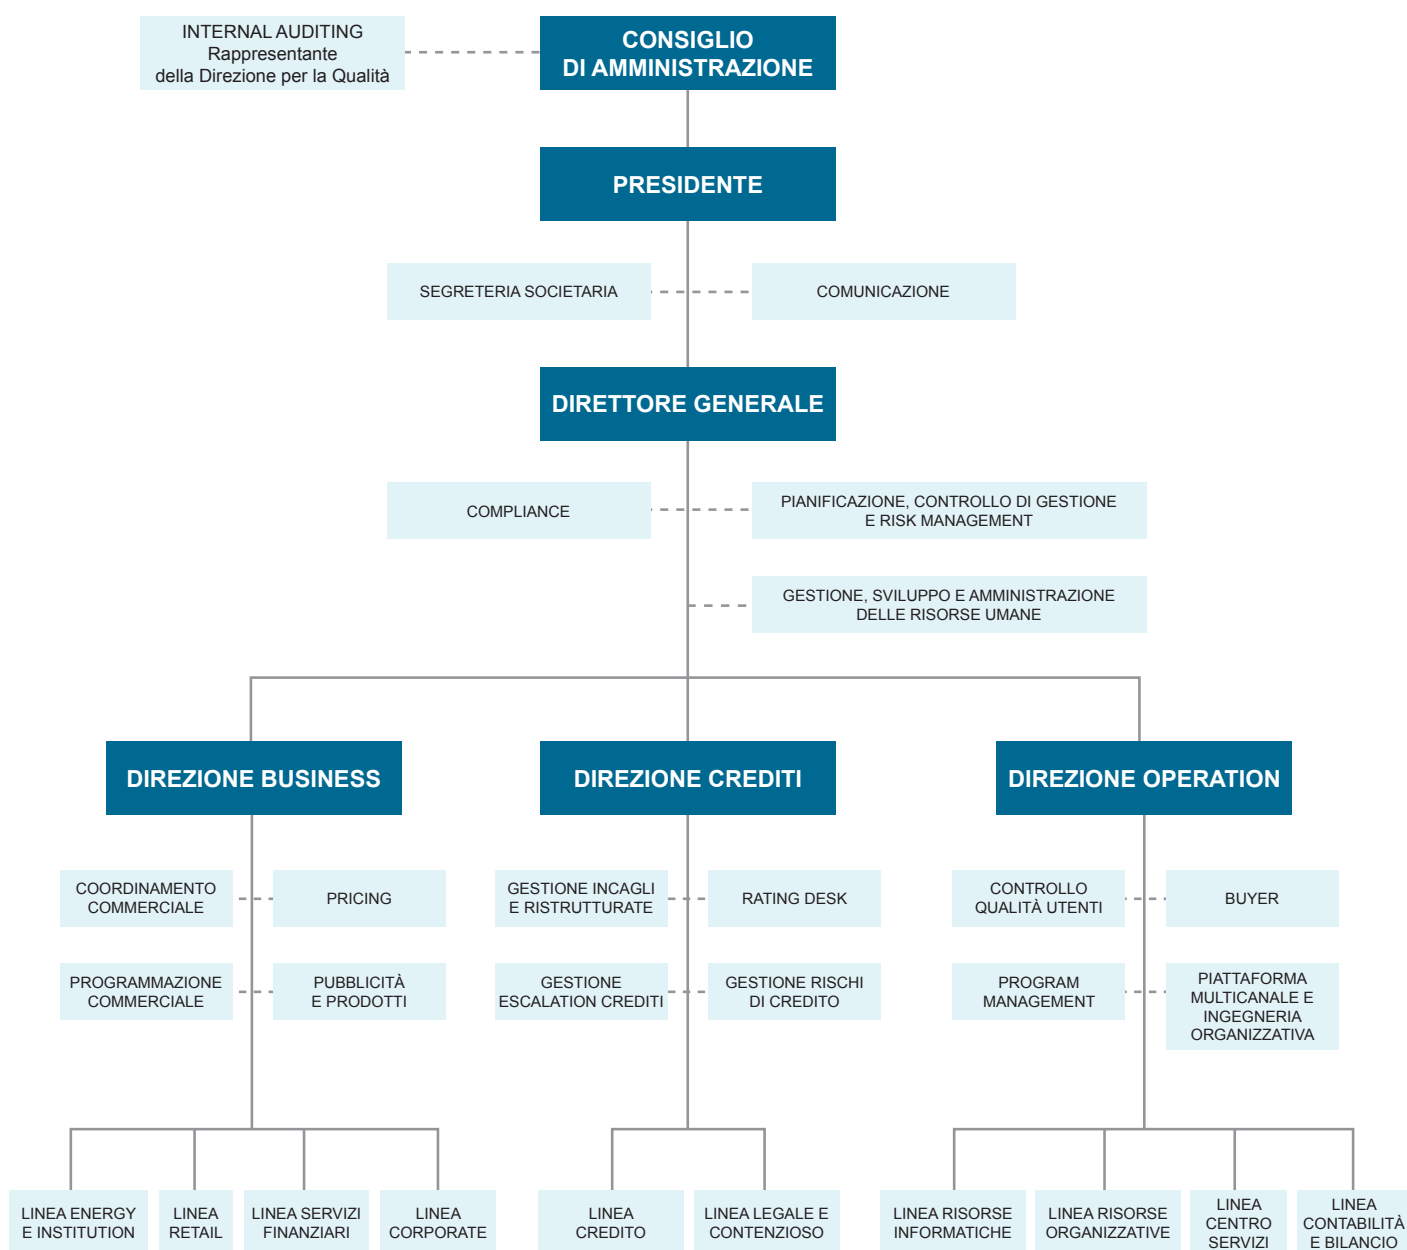 INTERNAL AUDITING
Rappresentante
della Direzione per la Qualità
CONSIGLIO
DI AMMINISTRAZIONE
PRESIDENTE
SEGRETERIA SOCIETARIA
COMUNICAZIONE
DIRETTORE GENERALE
COMPLIANCE
PIANIFICAZIONE, CONTROLLO DI GESTIONE
E RISK MANAGEMENT
GESTIONE, SVILUPPO E AMMINISTRAZIONE
DELLE RISORSE UMANE
DIREZIONE BUSINESS
DIREZIONE CREDITI
DIREZIONE OPERATION
COORDINAMENTO
COMMERCIALE
PRICING
GESTIONE INCAGLI
E RISTRUTTURATE
RATING DESK
CONTROLLO
QUALITÀ UTENTI
BUYER
PROGRAMMAZIONE
COMMERCIALE
PUBBLICITÀ
E PRODOTTI
GESTIONE
ESCALATION CREDITI
GESTIONE RISCHI
DI CREDITO
PROGRAM
MANAGEMENT
PIATTAFORMA
MULTICANALE E
INGEGNERIA
ORGANIZZATIVA
LINEA ENERGY
E INSTITUTION
LINEA
RETAIL
LINEA SERVIZI
FINANZIARI
LINEA
CORPORATE
LINEA
CREDITO
LINEA LEGALE E
CONTENZIOSO
LINEA RISORSE
INFORMATICHE
LINEA RISORSE
ORGANIZZATIVE
LINEA
CENTRO
SERVIZI
LINEA
CONTABILITÀ
E BILANCIO